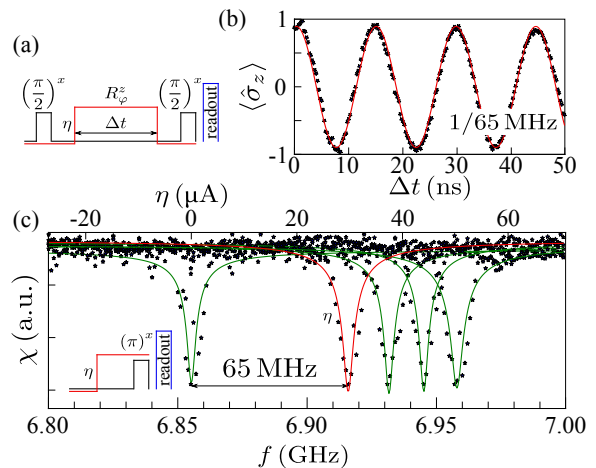 (a)
(π/2)^x
R_φ^z
(π/2)^x
η
Δt
readout
(b)
1
0
-1
⟨σ̂_z⟩
1/65 MHz
0 10 20 30 40 50
Δt (ns)
η (μA)
(c)
-20 0 20 40 60
χ (a.u.)
η
(π)^x
η
readout
65 MHz
6.80 6.85 6.90 6.95 7.00
f (GHz)